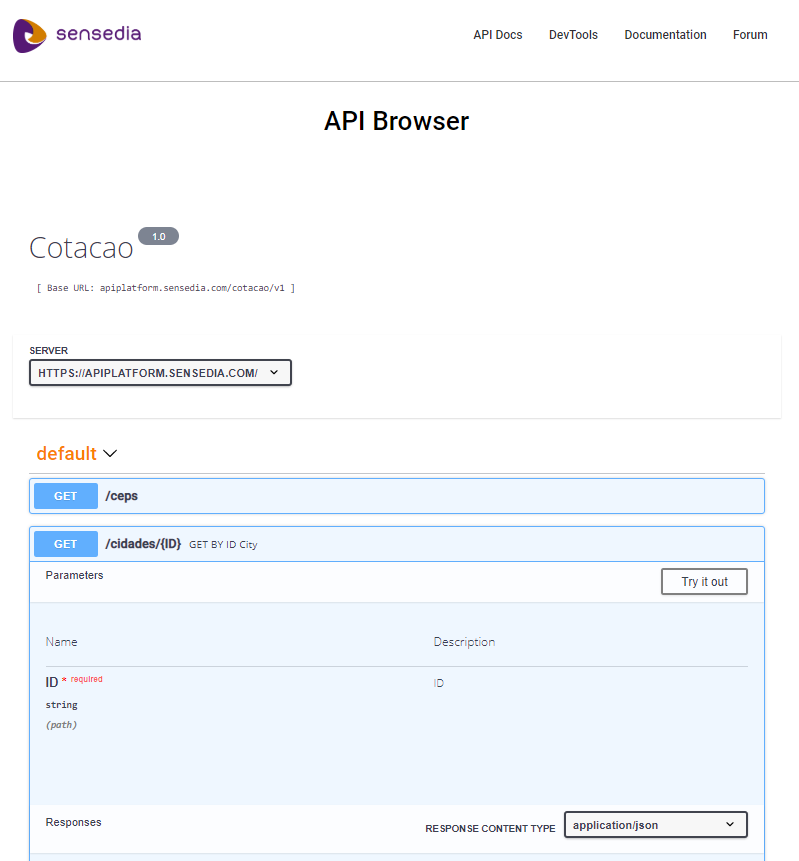 sensedia
API Docs DevTools Documentation Forum
API Browser
Cotacao 1.0
[ Base URL: apiplatform.sensedia.com/cotacao/v1 ]
SERVER
HTTPS://APIPLATFORM.SENSEDIA.COM/
default
GET /ceps
GET /cidades/{ID} GET BY ID City
Parameters Try it out
Name Description
ID * required ID
string
(path)
Responses RESPONSE CONTENT TYPE application/json